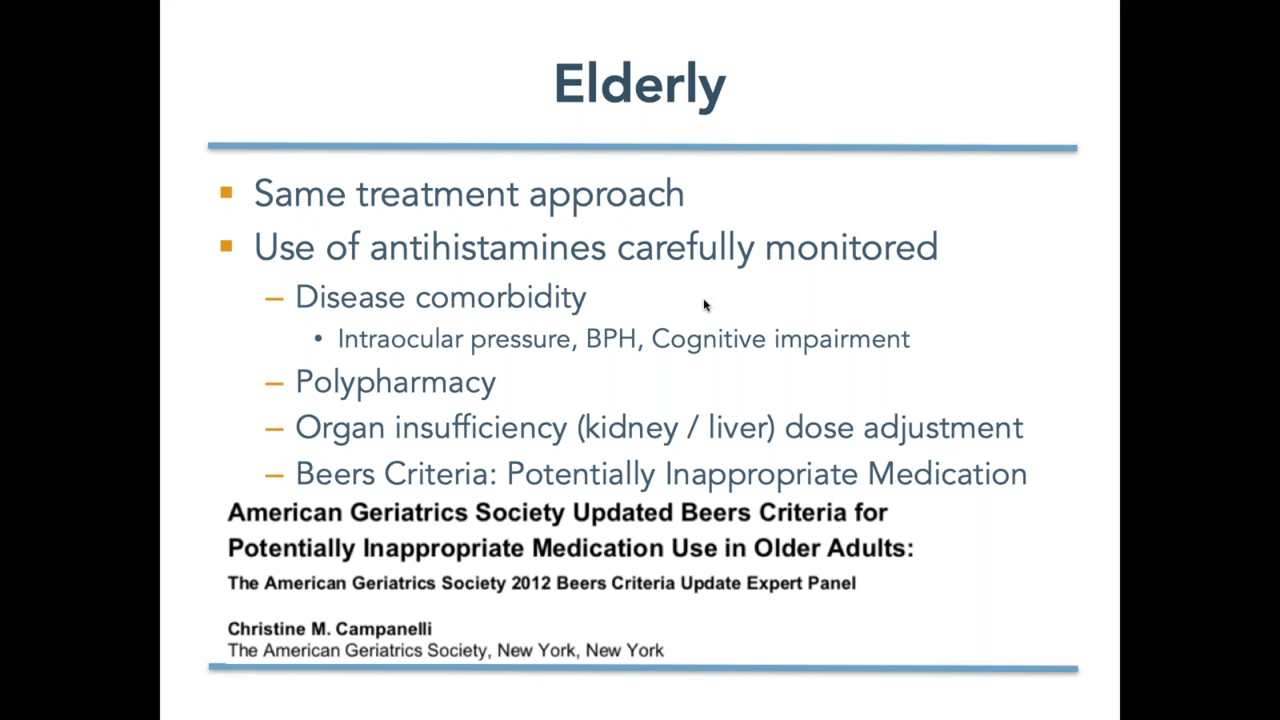 Elderly
Same treatment approach
Use of antihistamines carefully monitored
– Disease comorbidity
• Intraocular pressure, BPH, Cognitive impairment
– Polypharmacy
– Organ insufficiency (kidney / liver) dose adjustment
– Beers Criteria: Potentially Inappropriate Medication
American Geriatrics Society Updated Beers Criteria for
Potentially Inappropriate Medication Use in Older Adults:
The American Geriatrics Society 2012 Beers Criteria Update Expert Panel
Christine M. Campanelli
The American Geriatrics Society, New York, New York